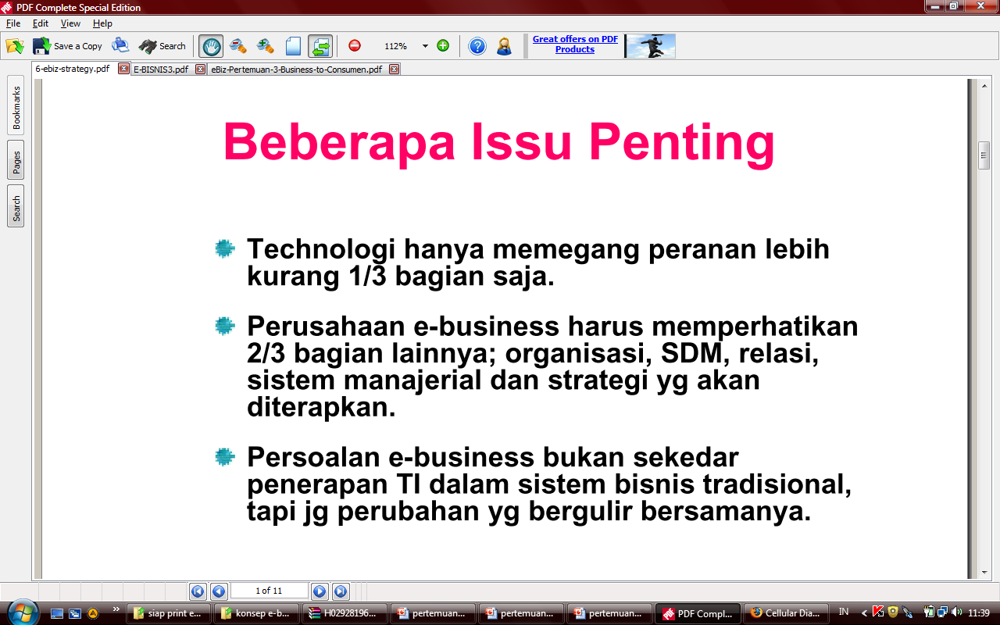 PDF Complete Special Edition
File Edit View Help
Save a Copy Search 112% Great offers on PDF
Products
6-ebiz-strategy.pdf E-BISNIS3.pdf eBiz-Pertemuan-3-Business-to-Consumen.pdf
Bookmarks
Pages
Search
Beberapa Issu Penting
Technologi hanya memegang peranan lebih
kurang 1/3 bagian saja.
Perusahaan e-business harus memperhatikan
2/3 bagian lainnya; organisasi, SDM, relasi,
sistem manajerial dan strategi yg akan
diterapkan.
Persoalan e-business bukan sekedar
penerapan TI dalam sistem bisnis tradisional,
tapi jg perubahan yg bergulir bersamanya.
1 of 11
siap print e... konsep e-b... H02928196... pertemuan... pertemuan... pertemuan... PDF Compl... Cellular Dia... IN 11:39